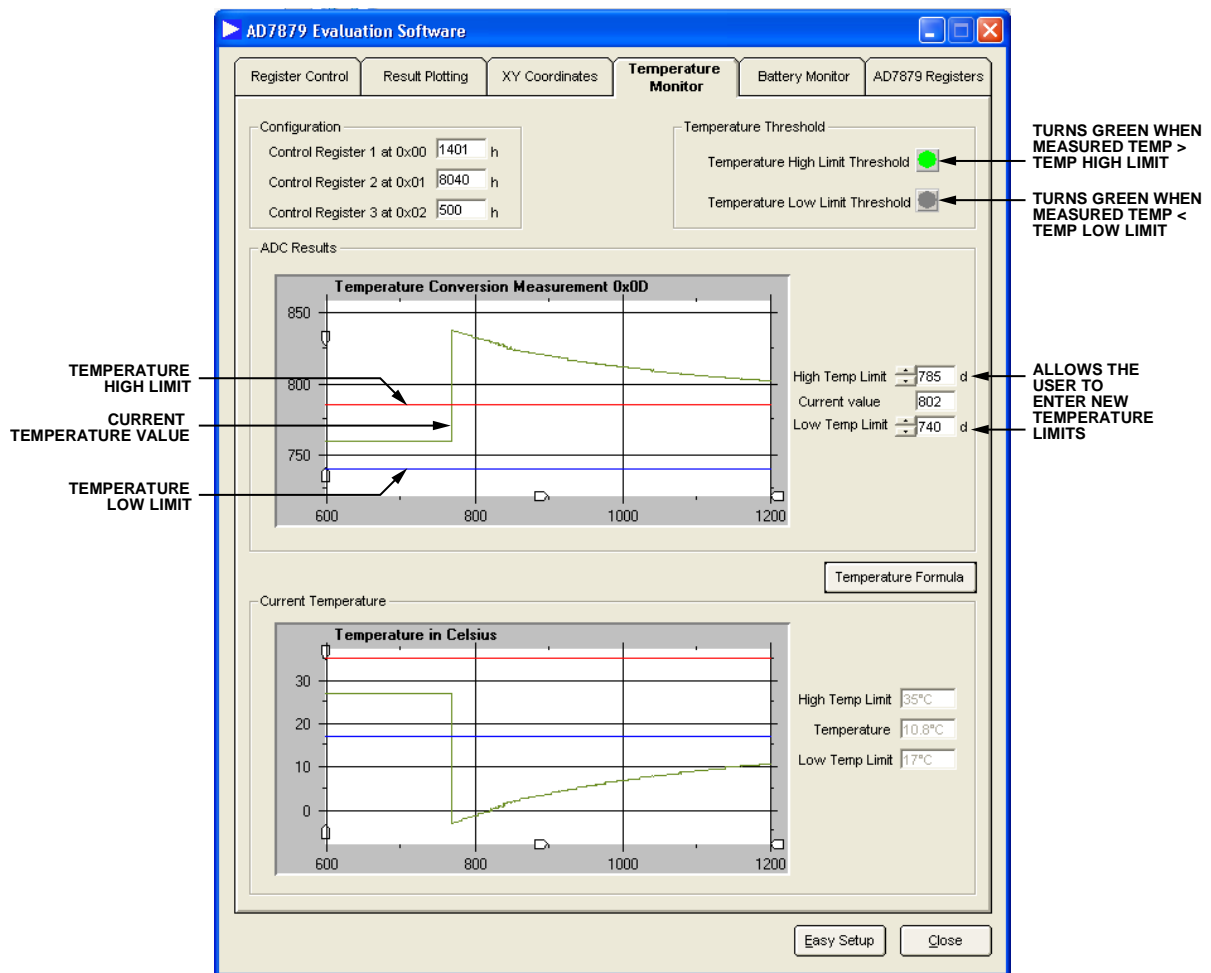 AD7879 Evaluation Software
Register Control
Result Plotting
XY Coordinates
Temperature
Monitor
Battery Monitor
AD7879 Registers
Configuration
Control Register 1 at 0x00 1401 h
Control Register 2 at 0x01 8040 h
Control Register 3 at 0x02 500 h
Temperature Threshold
Temperature High Limit Threshold
Temperature Low Limit Threshold
TURNS GREEN WHEN
MEASURED TEMP >
TEMP HIGH LIMIT
TURNS GREEN WHEN
MEASURED TEMP <
TEMP LOW LIMIT
ADC Results
Temperature Conversion Measurement 0x0D
850
800
750
600 800 1000 1200
TEMPERATURE
HIGH LIMIT
CURRENT
TEMPERATURE VALUE
TEMPERATURE
LOW LIMIT
High Temp Limit 785 d
Current value 802
Low Temp Limit 740 d
ALLOWS THE
USER TO
ENTER NEW
TEMPERATURE
LIMITS
Temperature Formula
Current Temperature
Temperature in Celsius
30
20
10
0
600 800 1000 1200
High Temp Limit 35°C
Temperature 10.8°C
Low Temp Limit 17°C
Easy Setup
Close